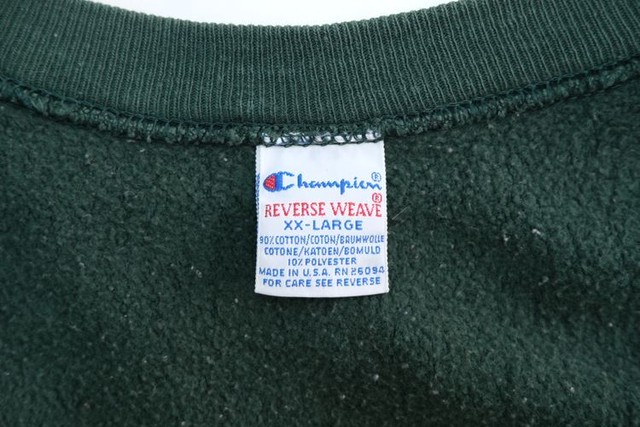 Champion®
REVERSE WEAVE®
XX-LARGE
90% COTTON/COTON/BAUMWOLLE
COTONE/KATOEN/BOMULD
10% POLYESTER
MADE IN U.S.A. RN 26094
FOR CARE SEE REVERSE